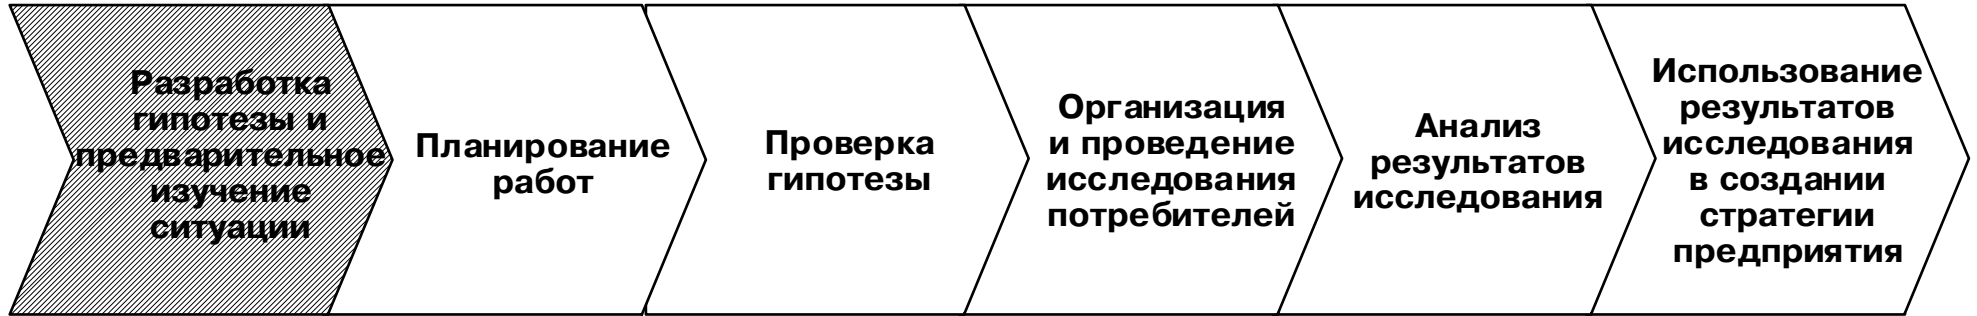 Разработка
гипотезы и
предварительное
изучение
ситуации
Планирование
работ
Проверка
гипотезы
Организация
и проведение
исследования
потребителей
Анализ
результатов
исследования
Использование
результатов
исследования
в создании
стратегии
предприятия